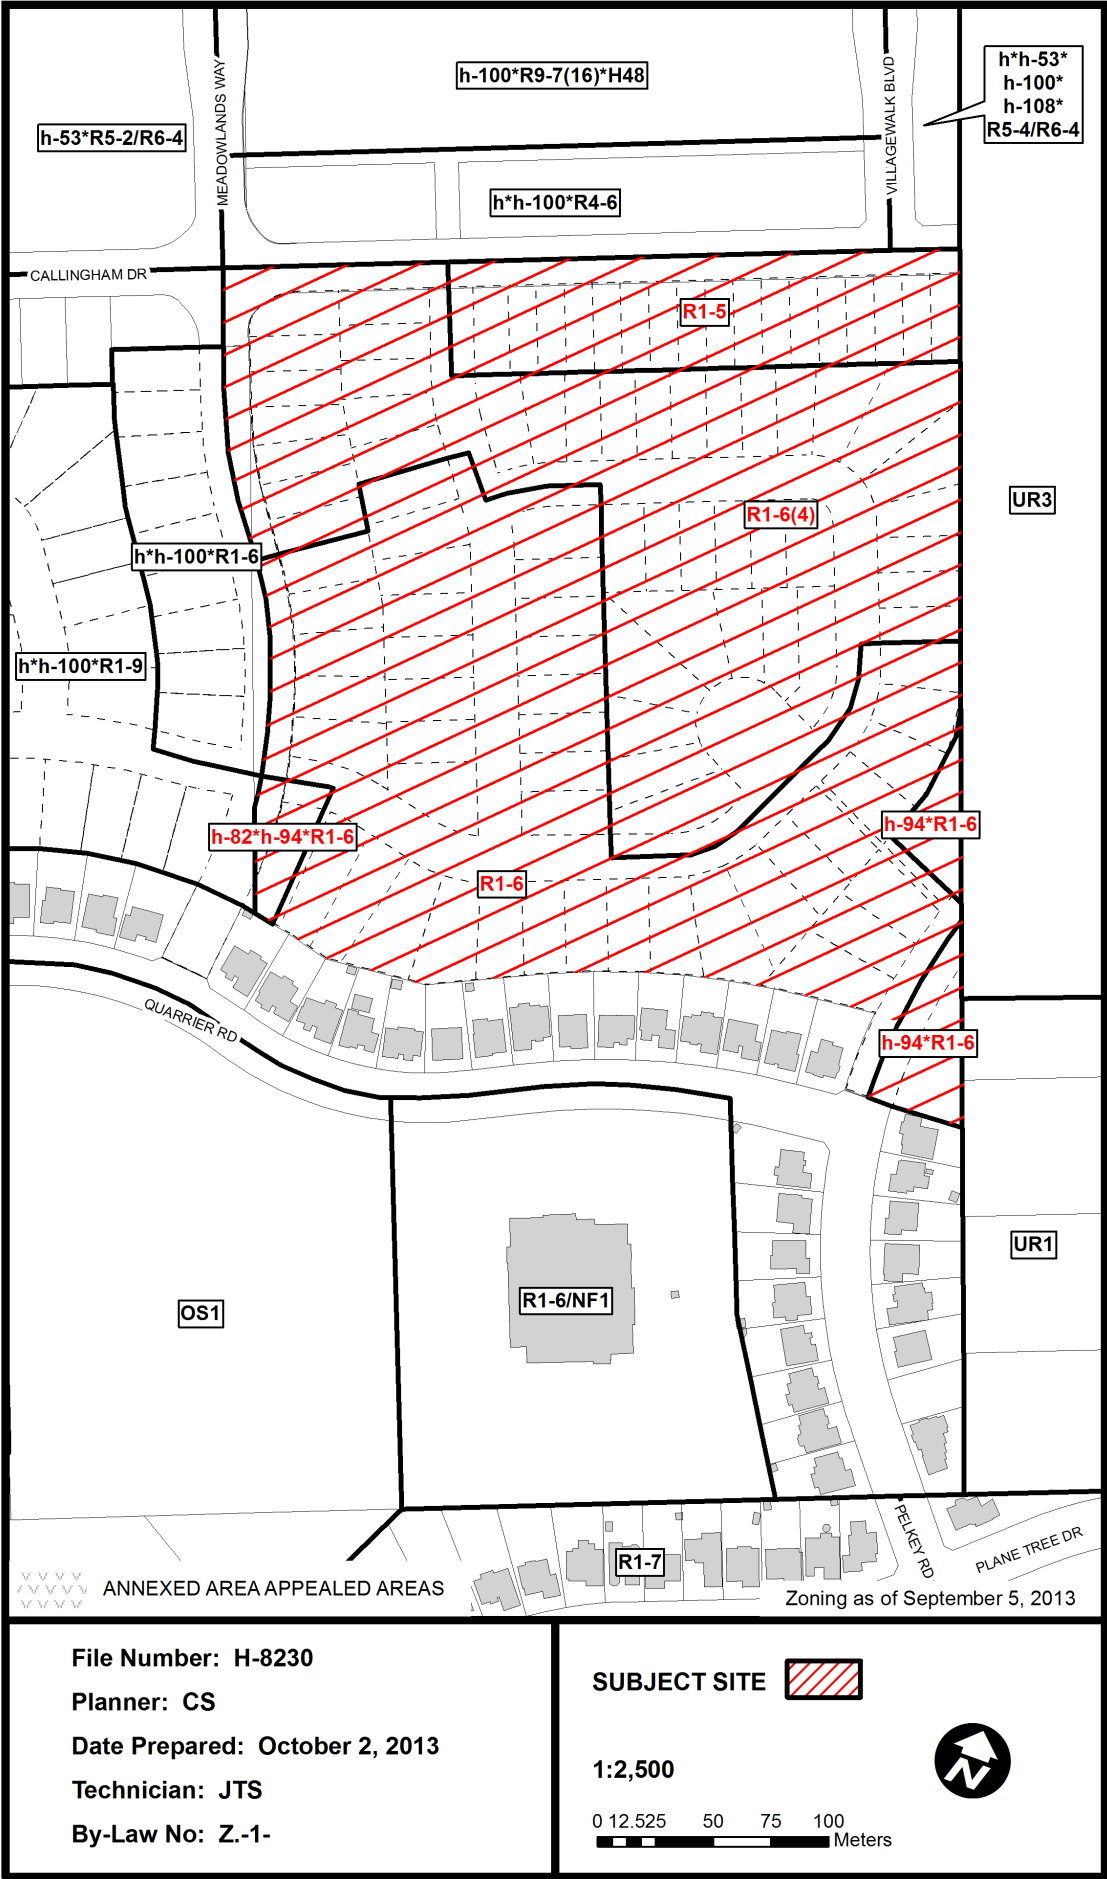 h-100*R9-7(16)*H48
h*h-53*
h-100*
h-108*
R5-4/R6-4
h-53*R5-2/R6-4
MEADOWLANDS WAY
VILLAGEWALK BLVD
h*h-100*R4-6
CALLINGHAM DR
R1-5
UR3
R1-6(4)
h*h-100*R1-6
h*h-100*R1-9
h-82*h-94*R1-6
h-94*R1-6
R1-6
QUARRIER RD
h-94*R1-6
UR1
OS1
R1-6/NF1
R1-7
PELKEY RD
PLANE TREE DR
ANNEXED AREA APPEALED AREAS
Zoning as of September 5, 2013
File Number: H-8230
Planner: CS
Date Prepared: October 2, 2013
Technician: JTS
By-Law No: Z.-1-
SUBJECT SITE
1:2,500
N
0 12.525 50 75 100
Meters